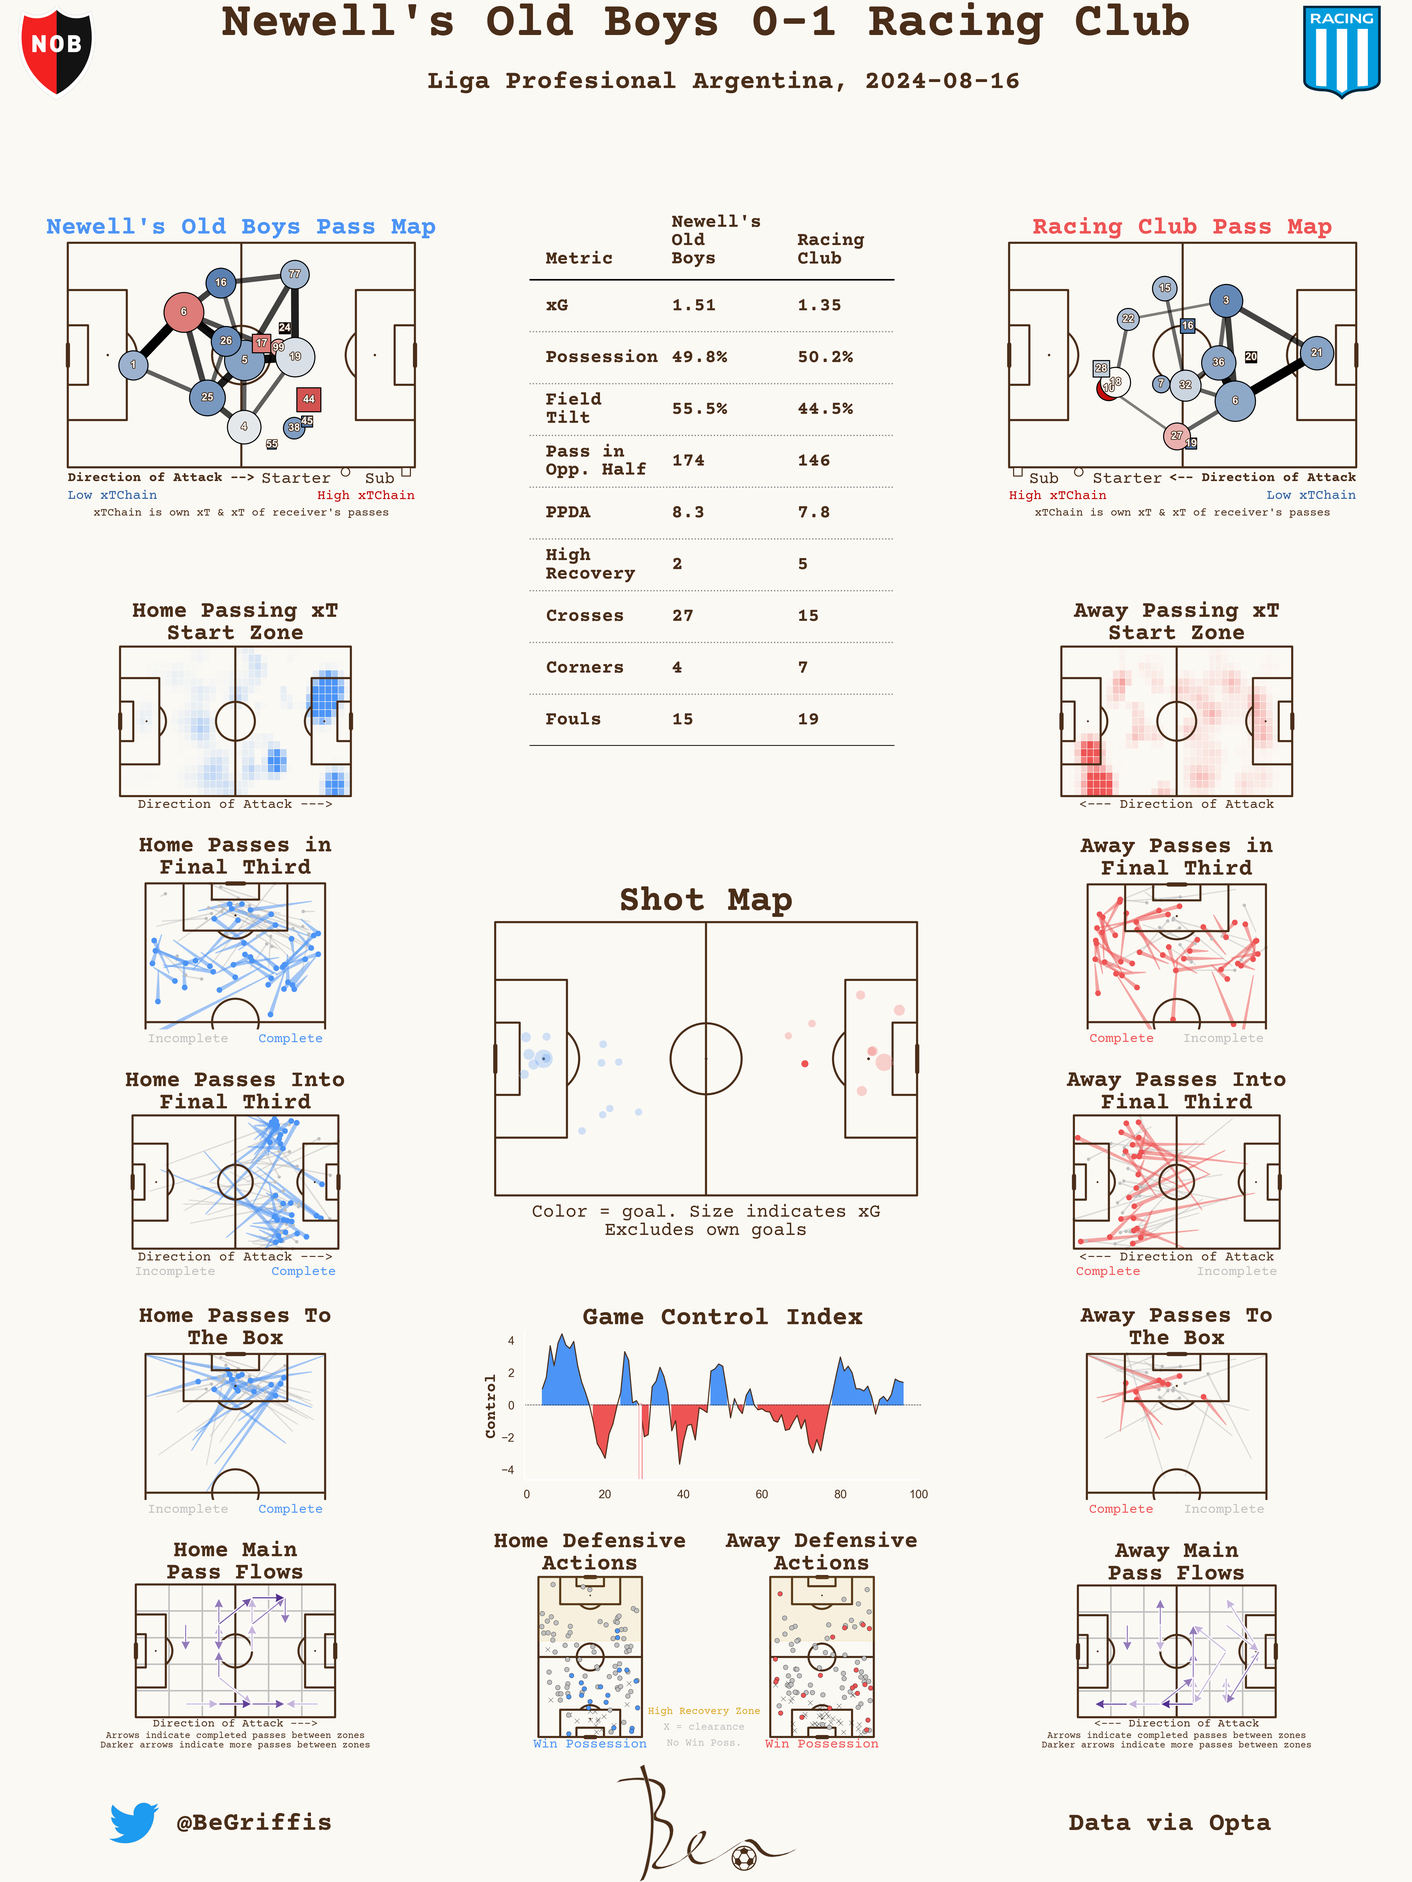 Newell's Old Boys 0-1 Racing Club
Liga Profesional Argentina, 2024-08-16
NOB
RACING
Newell's Old Boys Pass Map
16
77
6
24
26
17
99
1
5
19
25
44
45
4
38
55
Direction of Attack --> Starter Sub
Low xTChain High xTChain
xTChain is own xT & xT of receiver's passes
Metric Newell's Old Boys Racing Club
xG 1.51 1.35
Possession 49.8% 50.2%
Field Tilt 55.5% 44.5%
Pass in Opp. Half 174 146
PPDA 8.3 7.8
High Recovery 2 5
Crosses 27 15
Corners 4 7
Fouls 15 19
Racing Club Pass Map
15
3
22
16
20
21
36
28
18
7
32
6
27
19
Sub Starter <-- Direction of Attack
High xTChain Low xTChain
xTChain is own xT & xT of receiver's passes
Home Passing xT
Start Zone
Direction of Attack --->
Away Passing xT
Start Zone
<--- Direction of Attack
Home Passes in
Final Third
Incomplete Complete
Shot Map
Color = goal. Size indicates xG
Excludes own goals
Away Passes in
Final Third
Complete Incomplete
Home Passes Into
Final Third
Direction of Attack --->
Incomplete Complete
Away Passes Into
Final Third
<--- Direction of Attack
Complete Incomplete
Home Passes To
The Box
Incomplete Complete
Game Control Index
Control
4
2
0
−2
−4
0 20 40 60 80 100
Away Passes To
The Box
Complete Incomplete
Home Main
Pass Flows
Direction of Attack --->
Arrows indicate completed passes between zones
Darker arrows indicate more passes between zones
Home Defensive
Actions
Win Possession
High Recovery Zone
X = clearance
No Win Poss.
Away Defensive
Actions
Win Possession
Away Main
Pass Flows
<--- Direction of Attack
Arrows indicate completed passes between zones
Darker arrows indicate more passes between zones
@BeGriffis
Data via Opta